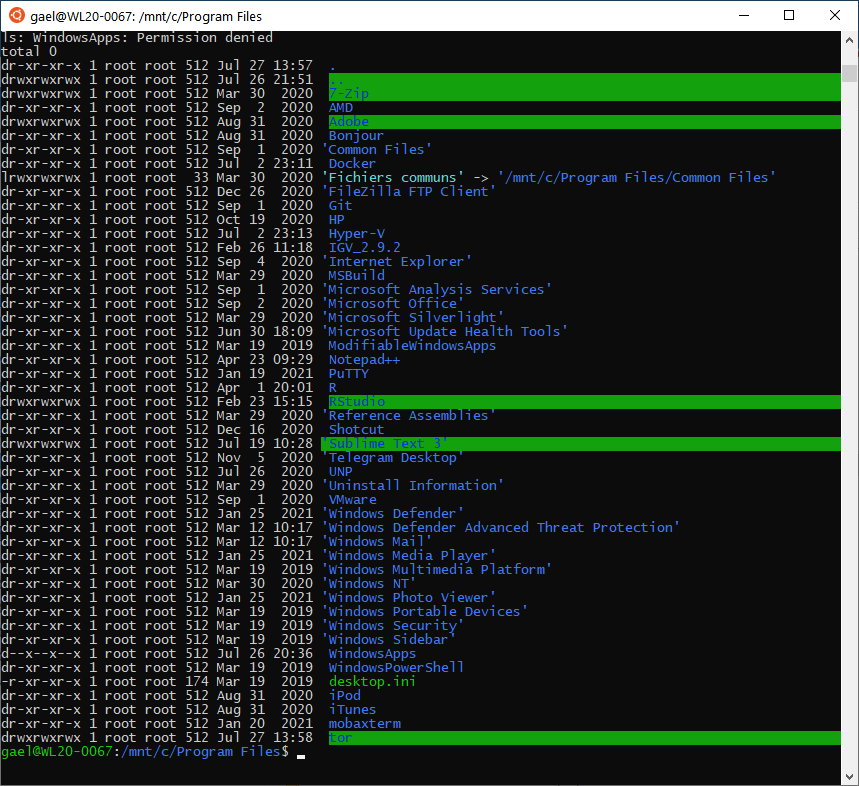 gael@WL20-0067: /mnt/c/Program Files
ls: WindowsApps: Permission denied
total 0
dr-xr-xr-x 1 root root 512 Jul 27 13:57  .
drwxrwxrwx 1 root root 512 Jul 26 21:51  ..
drwxrwxrwx 1 root root 512 Mar 30  2020  7-Zip
dr-xr-xr-x 1 root root 512 Sep  2  2020  AMD
drwxrwxrwx 1 root root 512 Aug 31  2020  Adobe
dr-xr-xr-x 1 root root 512 Aug 31  2020  Bonjour
dr-xr-xr-x 1 root root 512 Sep  1  2020 'Common Files'
dr-xr-xr-x 1 root root 512 Jul  2 23:11  Docker
lrwxrwxrwx 1 root root  33 Mar 30  2020 'Fichiers communs' -> '/mnt/c/Program Files/Common Files'
dr-xr-xr-x 1 root root 512 Dec 26  2020 'FileZilla FTP Client'
dr-xr-xr-x 1 root root 512 Sep  1  2020  Git
dr-xr-xr-x 1 root root 512 Oct 19  2020  HP
dr-xr-xr-x 1 root root 512 Jul  2 23:13  Hyper-V
dr-xr-xr-x 1 root root 512 Feb 26 11:18  IGV_2.9.2
dr-xr-xr-x 1 root root 512 Sep  4  2020 'Internet Explorer'
dr-xr-xr-x 1 root root 512 Mar 29  2020  MSBuild
dr-xr-xr-x 1 root root 512 Sep  1  2020 'Microsoft Analysis Services'
dr-xr-xr-x 1 root root 512 Sep  2  2020 'Microsoft Office'
dr-xr-xr-x 1 root root 512 Mar 29  2020 'Microsoft Silverlight'
dr-xr-xr-x 1 root root 512 Jun 30 18:09 'Microsoft Update Health Tools'
dr-xr-xr-x 1 root root 512 Mar 19  2019  ModifiableWindowsApps
dr-xr-xr-x 1 root root 512 Apr 23 09:29  Notepad++
dr-xr-xr-x 1 root root 512 Jan 19  2021  PuTTY
dr-xr-xr-x 1 root root 512 Apr  1 20:01  R
drwxrwxrwx 1 root root 512 Feb 23 15:15  RStudio
dr-xr-xr-x 1 root root 512 Mar 29  2020 'Reference Assemblies'
dr-xr-xr-x 1 root root 512 Dec 16  2020  Shotcut
drwxrwxrwx 1 root root 512 Jul 19 10:28 'Sublime Text 3'
dr-xr-xr-x 1 root root 512 Nov  5  2020 'Telegram Desktop'
dr-xr-xr-x 1 root root 512 Jul 26  2020  UNP
dr-xr-xr-x 1 root root 512 Mar 29  2020 'Uninstall Information'
dr-xr-xr-x 1 root root 512 Sep  1  2020  VMware
dr-xr-xr-x 1 root root 512 Jan 25  2021 'Windows Defender'
dr-xr-xr-x 1 root root 512 Mar 12 10:17 'Windows Defender Advanced Threat Protection'
dr-xr-xr-x 1 root root 512 Mar 12 10:17 'Windows Mail'
dr-xr-xr-x 1 root root 512 Jan 25  2021 'Windows Media Player'
dr-xr-xr-x 1 root root 512 Mar 19  2019 'Windows Multimedia Platform'
dr-xr-xr-x 1 root root 512 Mar 30  2020 'Windows NT'
dr-xr-xr-x 1 root root 512 Jan 25  2021 'Windows Photo Viewer'
dr-xr-xr-x 1 root root 512 Mar 19  2019 'Windows Portable Devices'
dr-xr-xr-x 1 root root 512 Mar 19  2019 'Windows Security'
dr-xr-xr-x 1 root root 512 Mar 19  2019 'Windows Sidebar'
d--x--x--x 1 root root 512 Jul 26 20:36  WindowsApps
dr-xr-xr-x 1 root root 512 Mar 19  2019  WindowsPowerShell
-r-xr-xr-x 1 root root 174 Mar 19  2019  desktop.ini
dr-xr-xr-x 1 root root 512 Aug 31  2020  iPod
dr-xr-xr-x 1 root root 512 Aug 31  2020  iTunes
dr-xr-xr-x 1 root root 512 Jan 20  2021  mobaxterm
drwxrwxrwx 1 root root 512 Jul 27 13:58  tor
gael@WL20-0067:/mnt/c/Program Files$